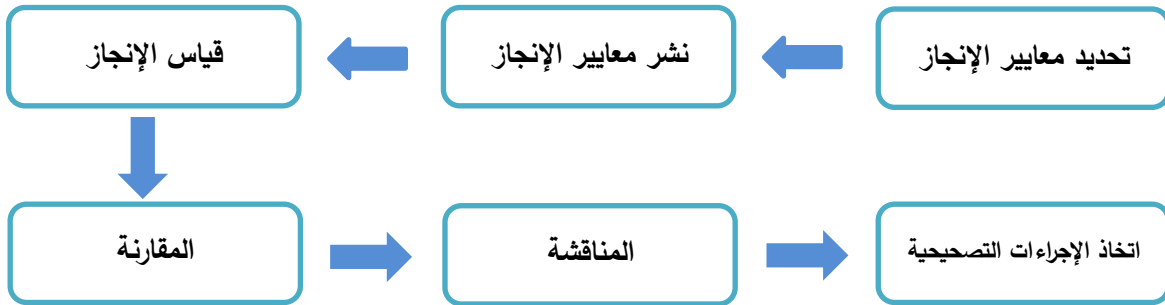 تحديد معايير الإنجاز
نشر معايير الإنجاز
قياس الإنجاز
المقارنة
المناقشة
اتخاذ الإجراءات التصحيحية